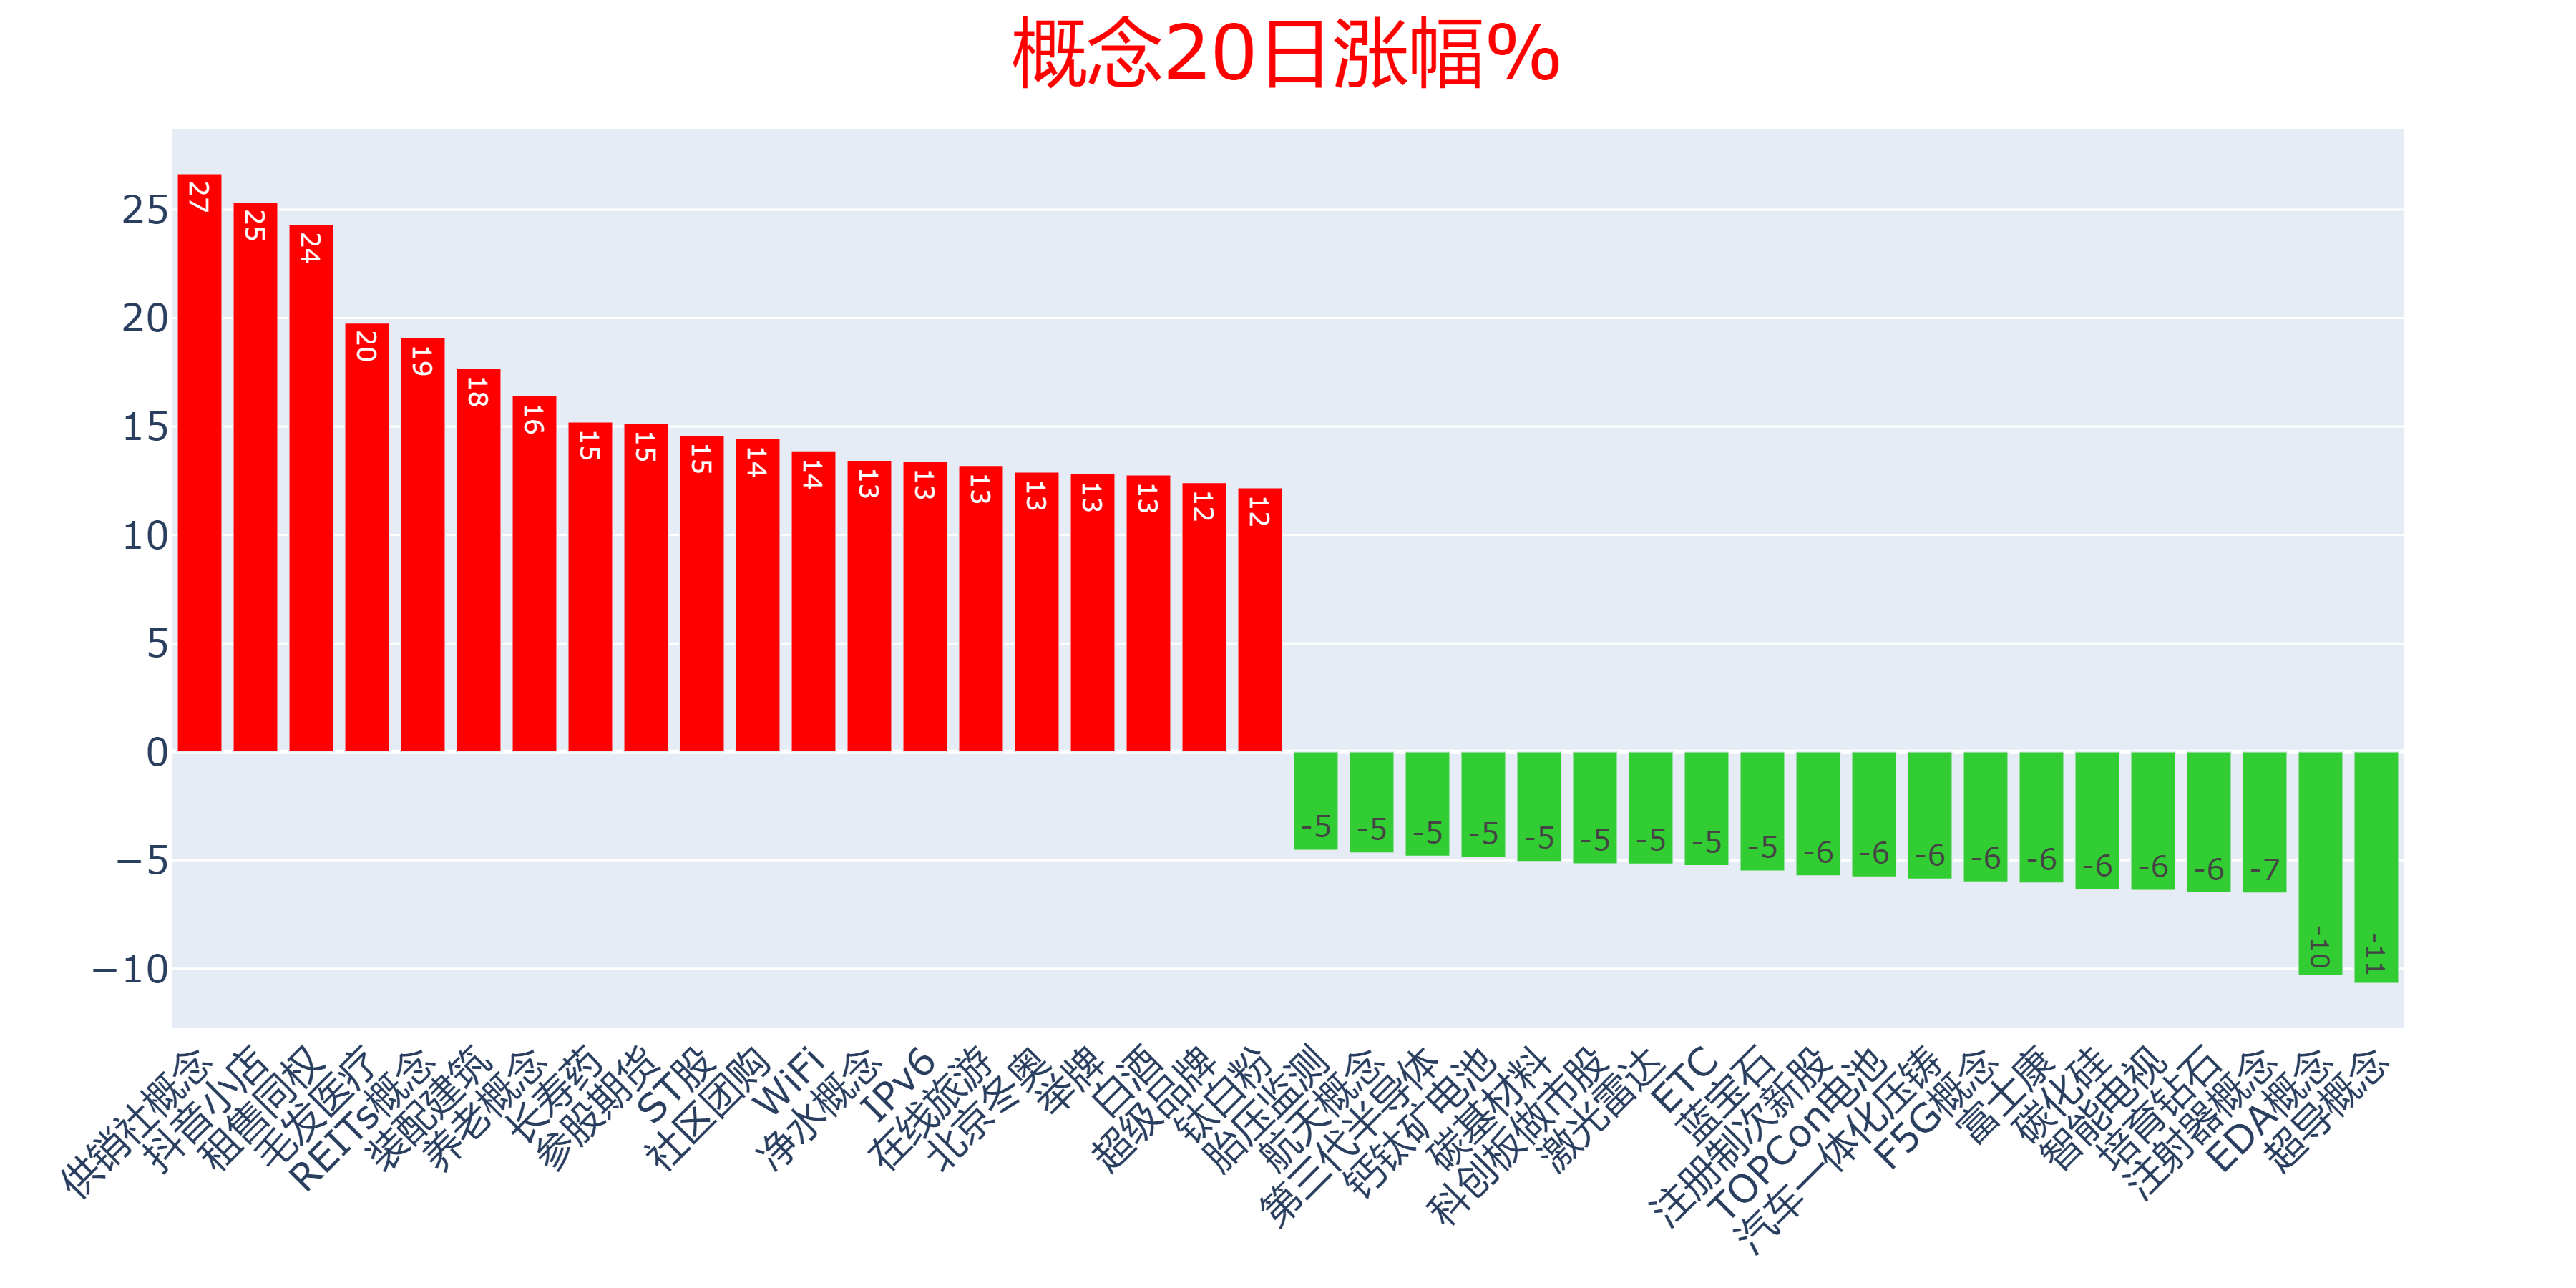 概念20日涨幅%
25
20
15
10
5
0
−5
−10
27
25
24
20
19
18
16
15
15
15
14
14
13
13
13
13
13
13
12
12
-5
-5
-5
-5
-5
-5
-5
-5
-5
-6
-6
-6
-6
-6
-6
-6
-6
-7
-10
-11
供销社概念
抖音小店
租售同权
毛发医疗
REITs概念
装配建筑
养老概念
长寿药
参股期货
ST股
社区团购
WiFi
净水概念
IPv6
在线旅游
北京冬奥
举牌
白酒
超级品牌
钛白粉
胎压监测
航天概念
第三代半导体
钙钛矿电池
碳基材料
科创板做市股
激光雷达
ETC
蓝宝石
注册制次新股
TOPCon电池
汽车一体化压铸
F5G概念
富士康
碳化硅
智能电视
培育钻石
注射器概念
EDA概念
超导概念